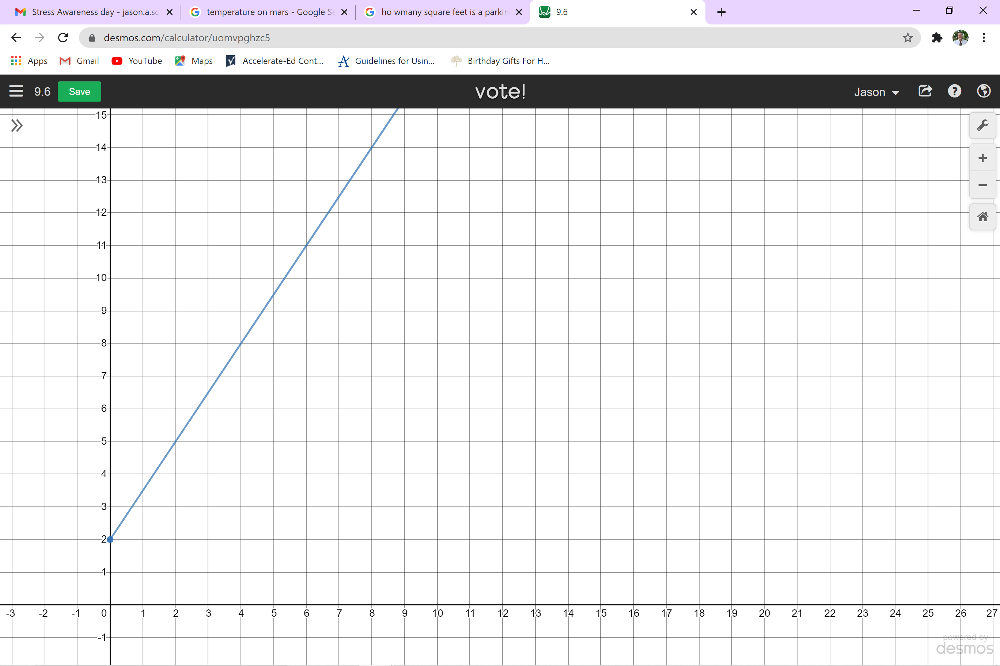 Stress Awareness day - jason.a.sc
temperature on mars - Google Se
ho wmany square feet is a parkin
9.6
desmos.com/calculator/uomvpghzc5
Apps
Gmail
YouTube
Maps
Accelerate-Ed Cont...
Guidelines for Usin...
Birthday Gifts For H...
9.6
Save
vote!
Jason
15
14
13
12
11
10
9
8
7
6
5
4
3
2
1
-3 -2 -1 0 1 2 3 4 5 6 7 8 9 10 11 12 13 14 15 16 17 18 19 20 21 22 23 24 25 26 27
-1
powered by
desmos